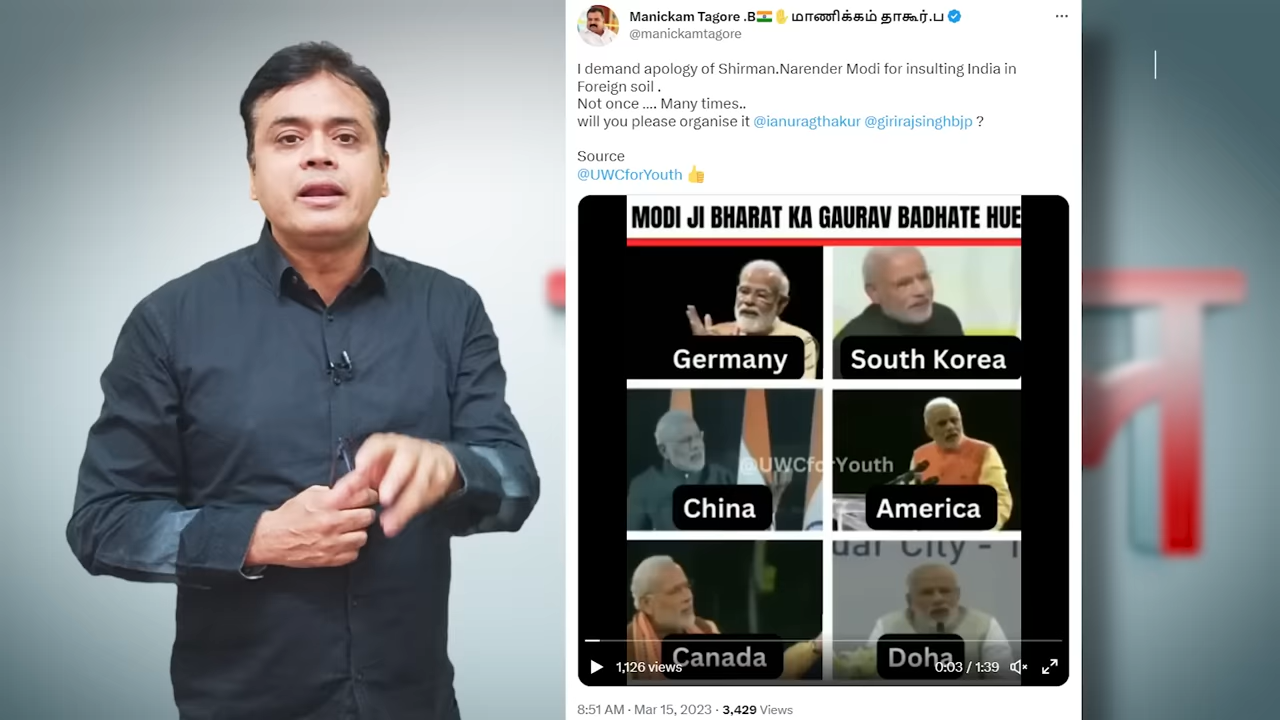 Manickam Tagore .B🇮🇳✋மாணிக்கம் தாகூர்.ப
@manickamtagore
I demand apology of Shirman.Narender Modi for insulting India in
Foreign soil .
Not once .... Many times..
will you please organise it @ianuragthakur @girirajsinghbjp ?
Source
@UWCforYouth 👍
MODI JI BHARAT KA GAURAV BADHATE HUE
Germany
South Korea
China
America
@UWCforYouth
dar City -
Canada
Doha
1,126 views
0:03 / 1:39
8:51 AM · Mar 15, 2023 · 3,429 Views